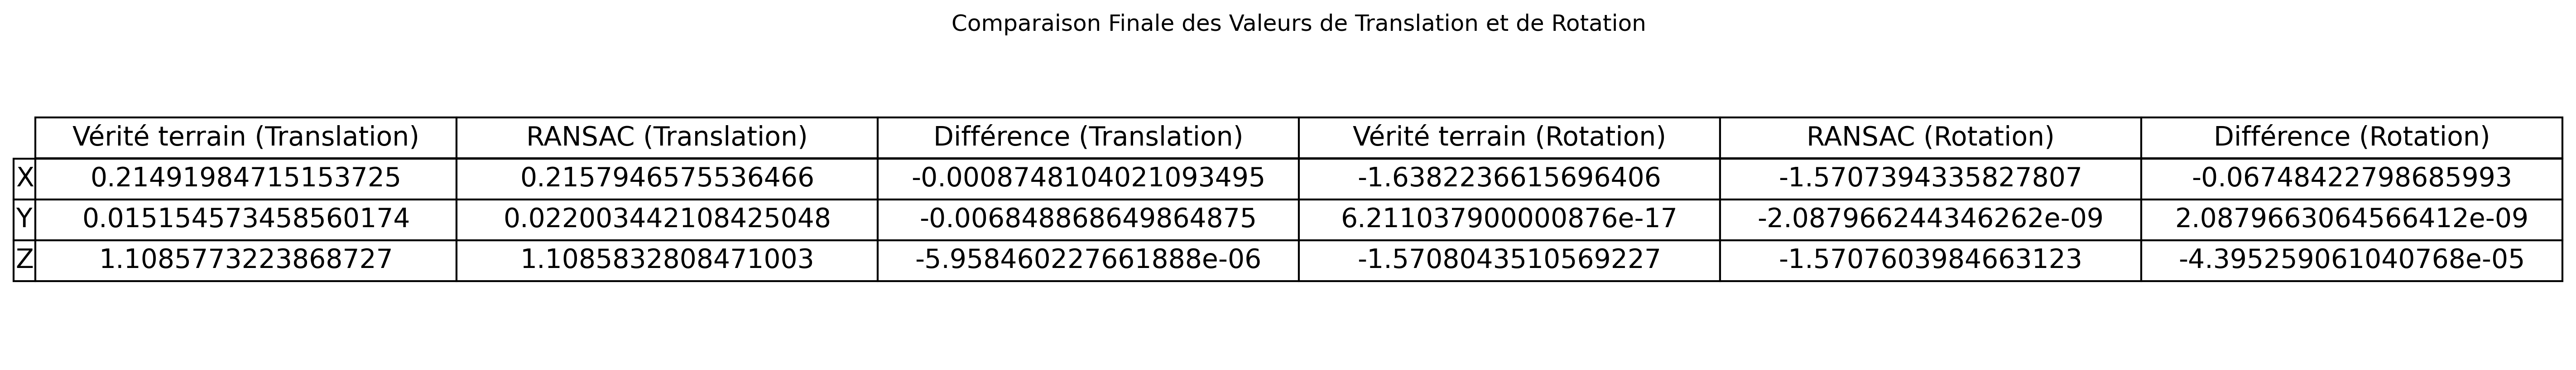 Comparaison Finale des Valeurs de Translation et de Rotation
Vérité terrain (Translation) RANSAC (Translation) Différence (Translation) Vérité terrain (Rotation) RANSAC (Rotation) Différence (Rotation)
X 0.21491984715153725 0.2157946575536466 -0.0008748104021093495 -1.6382236615696406 -1.5707394335827807 -0.06748422798685993
Y 0.015154573458560174 0.022003442108425048 -0.006848868649864875 6.211037900000876e-17 -2.087966244346262e-09 2.0879663064566412e-09
Z 1.1085773223868727 1.1085832808471003 -5.958460227661888e-06 -1.5708043510569227 -1.5707603984663123 -4.395259061040768e-05